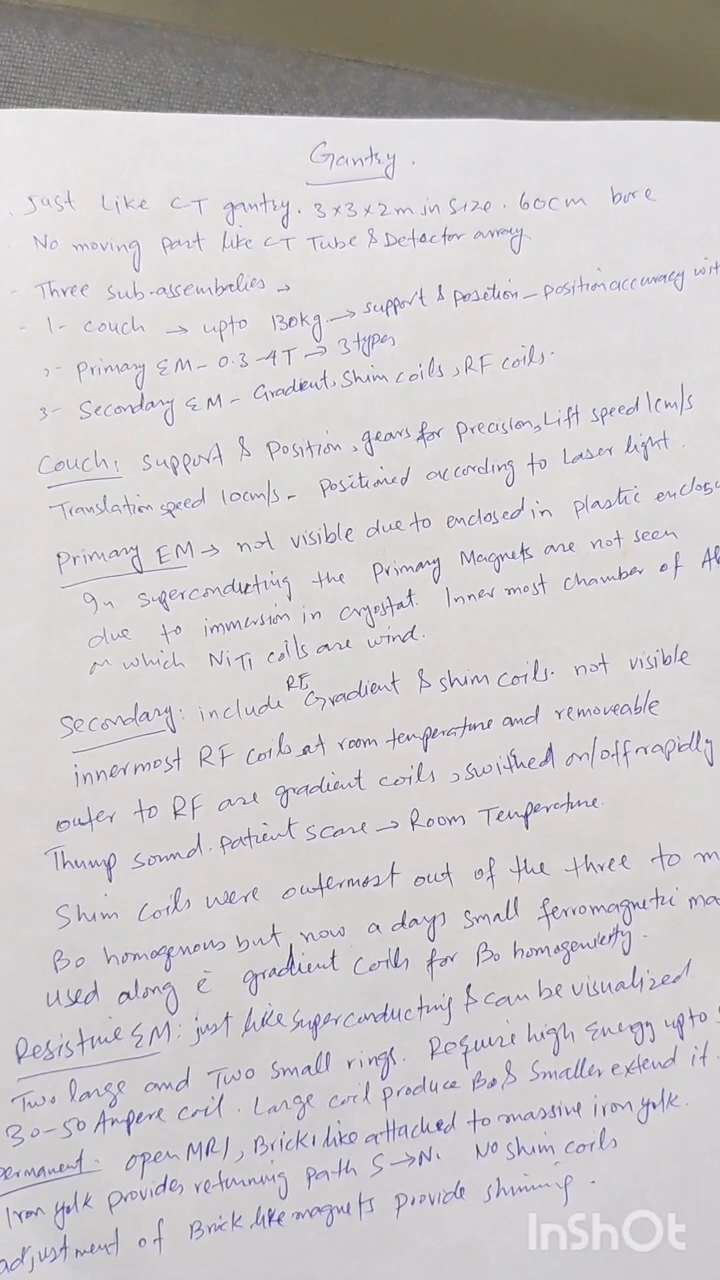 Gantry.
Just like CT gantry. 3x3x2m in size. 60cm bore
No moving part like CT Tube & Detector array
- Three sub-assembolies →
- 1- Couch → upto 130kg → support & position - position accuracy
2- Primary EM - 0.3-4T → 3 types
3- Secondary EM - Gradient, Shim coils, RF coils.
Couch: Support & Position, gears for precision, Lift speed 1cm/s
Translation speed 10cm/s - positioned according to Laser light.
Primary EM → not visible due to enclosed in plastic
In superconducting the Primary Magnets are not seen
due to immersion in cryostat. Inner most chamber of
in which NiTi coils are wind.
Secondary: include RF Gradient & shim coils. not visible
innermost RF coils at room temperature and removeable
outer to RF are gradient coils, swithed on/off rapidly
Thump sound. Patient scare → Room Temperature.
Shim coils were outermost out of the three to
Bo homogenous but now a days small ferromagnetic
used along c̄ gradient coils for Bo homogeniety.
Resistive EM: just like superconducting & can be visualized
Two large and Two small rings. Require high Energy upto
30-50 Ampere coil. Large coil produce Bo & Smaller extend it.
Permanent: open MRI, Brick like attached to massive iron yolk.
Iron yolk provides returning path S→N. No shim coils
adjustment of Brick like magnets provide shiming.
InShOt